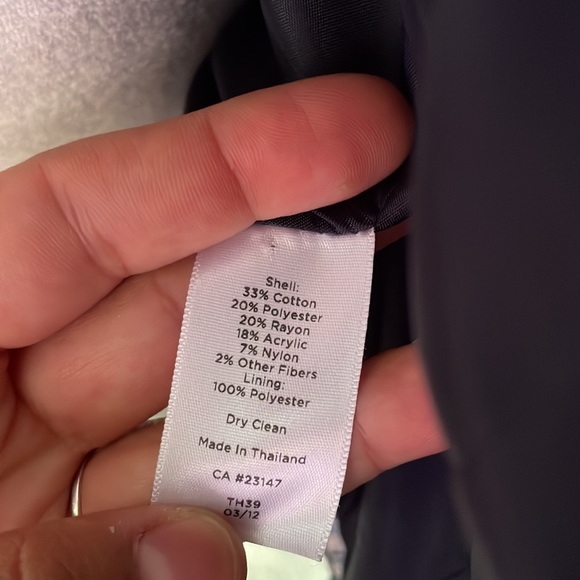 Shell:
33% Cotton
20% Polyester
20% Rayon
18% Acrylic
7% Nylon
2% Other Fibers
Lining:
100% Polyester
Dry Clean
Made In Thailand
CA #23147
TH39
03/12